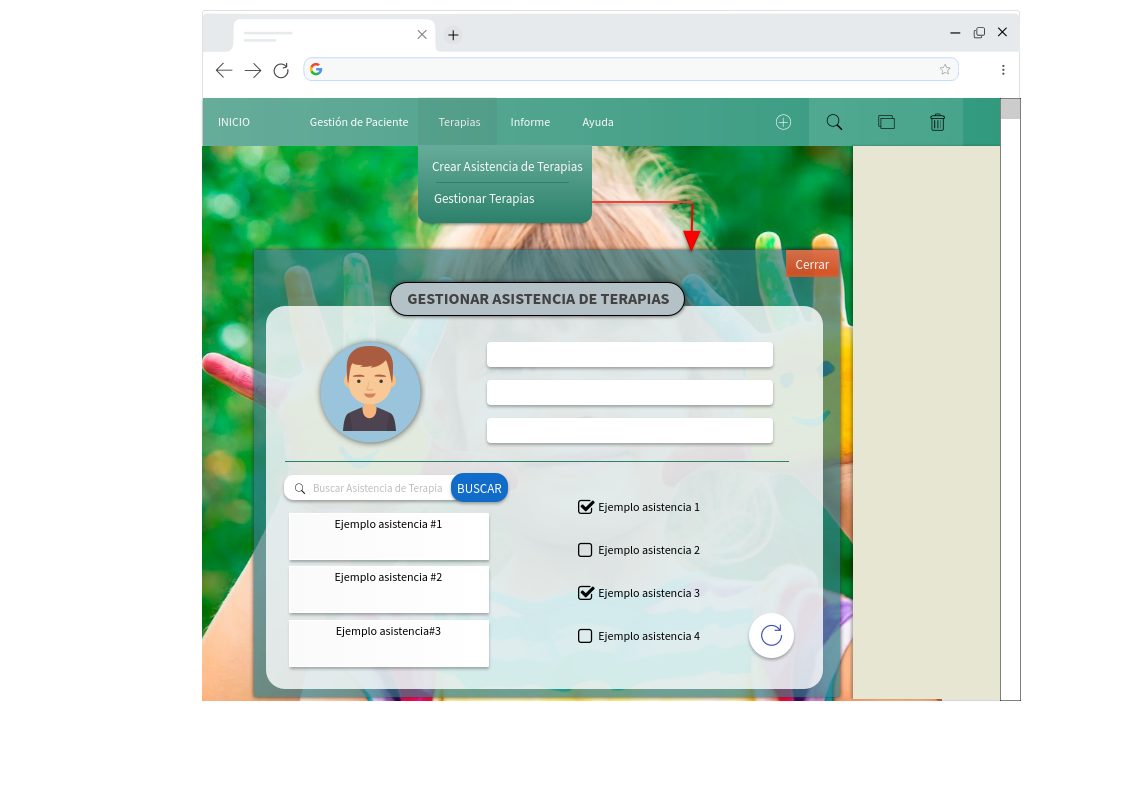 INICIO
Gestión de Paciente
Terapias
Informe
Ayuda
Crear Asistencia de Terapias
Gestionar Terapias
Cerrar
GESTIONAR ASISTENCIA DE TERAPIAS
Buscar Asistencia de Terapia
BUSCAR
Ejemplo asistencia #1
Ejemplo asistencia #2
Ejemplo asistencia#3
Ejemplo asistencia 1
Ejemplo asistencia 2
Ejemplo asistencia 3
Ejemplo asistencia 4